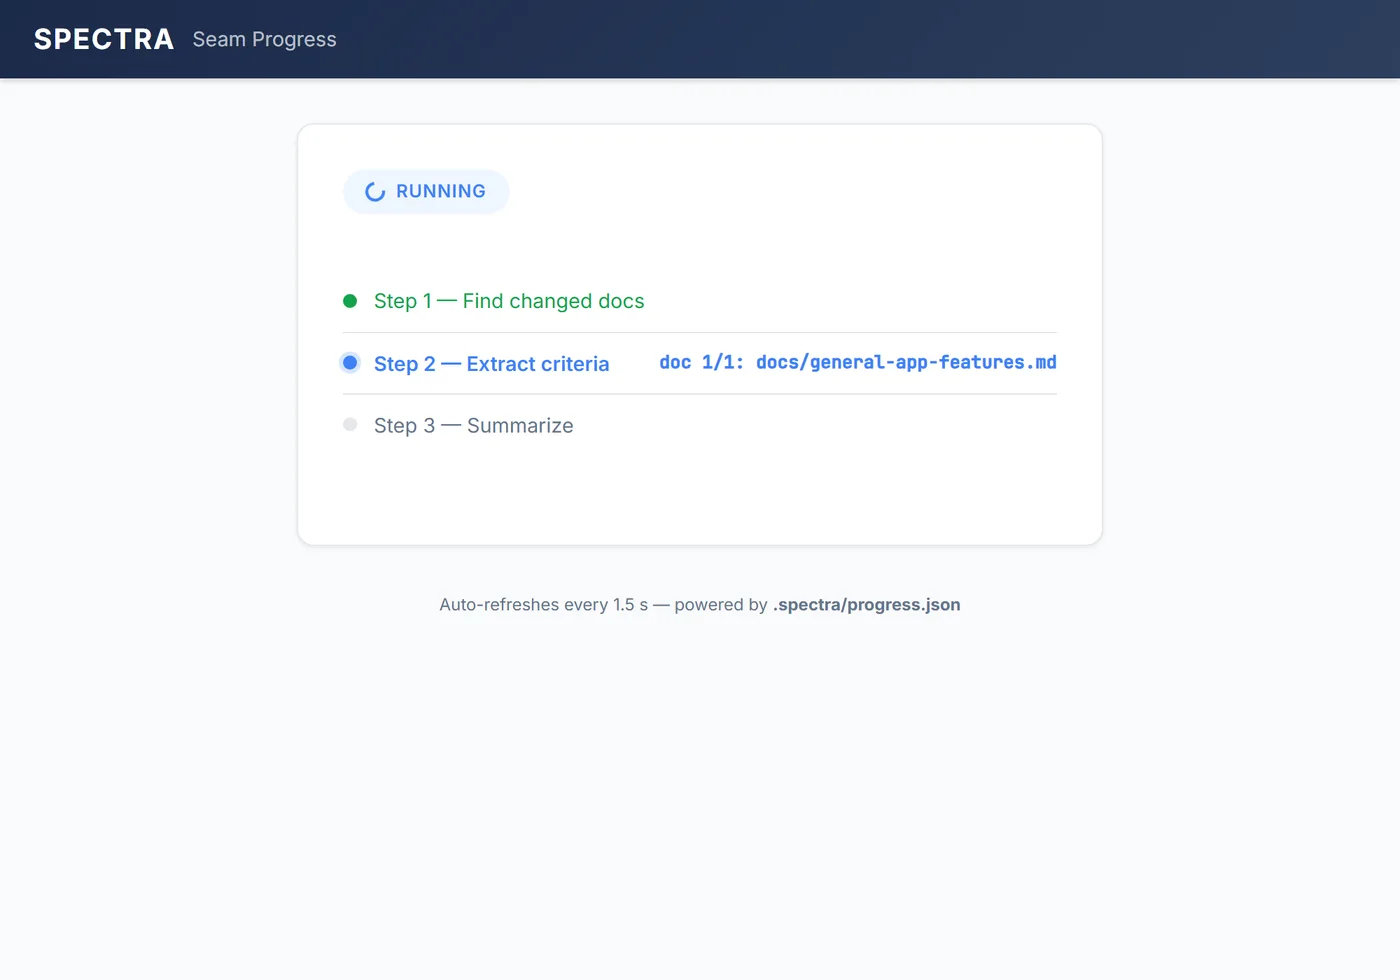 SPECTRA Seam Progress
RUNNING
Step 1 — Find changed docs
Step 2 — Extract criteria doc 1/1: docs/general-app-features.md
Step 3 — Summarize
Auto-refreshes every 1.5 s — powered by .spectra/progress.json